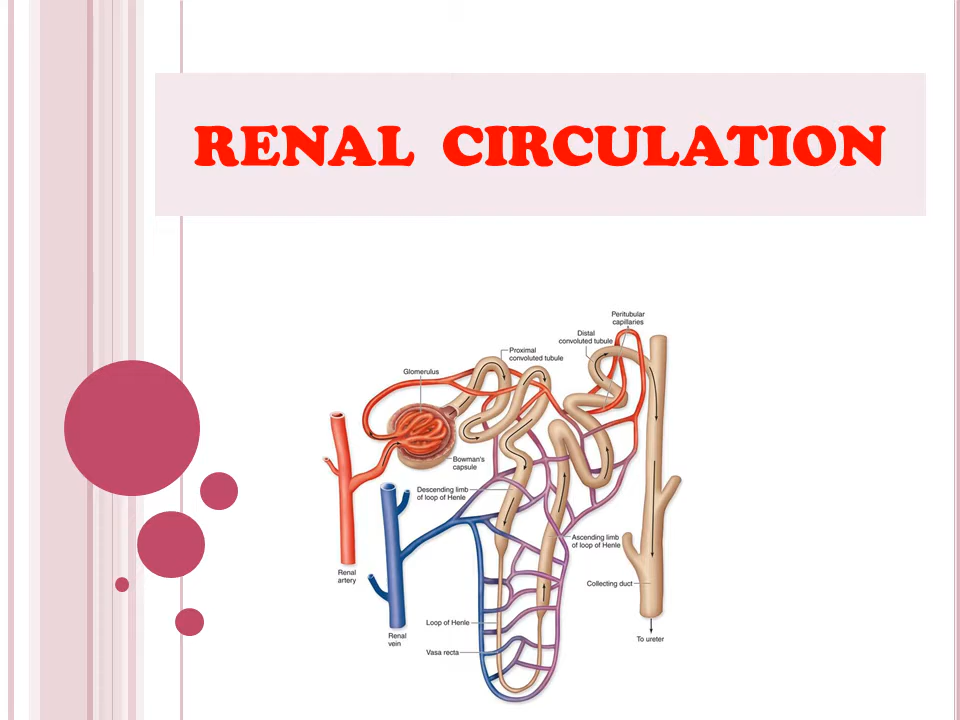 RENAL CIRCULATION
Peritubular
capillaries
Distal
convoluted tubule
Proximal
convoluted tubule
Glomerulus
Bowman's
capsule
Descending limb
of loop of Henle
Ascending limb
of loop of Henle
Renal
artery
Collecting duct
Loop of Henle
Renal
vein
To ureter
Vasa recta